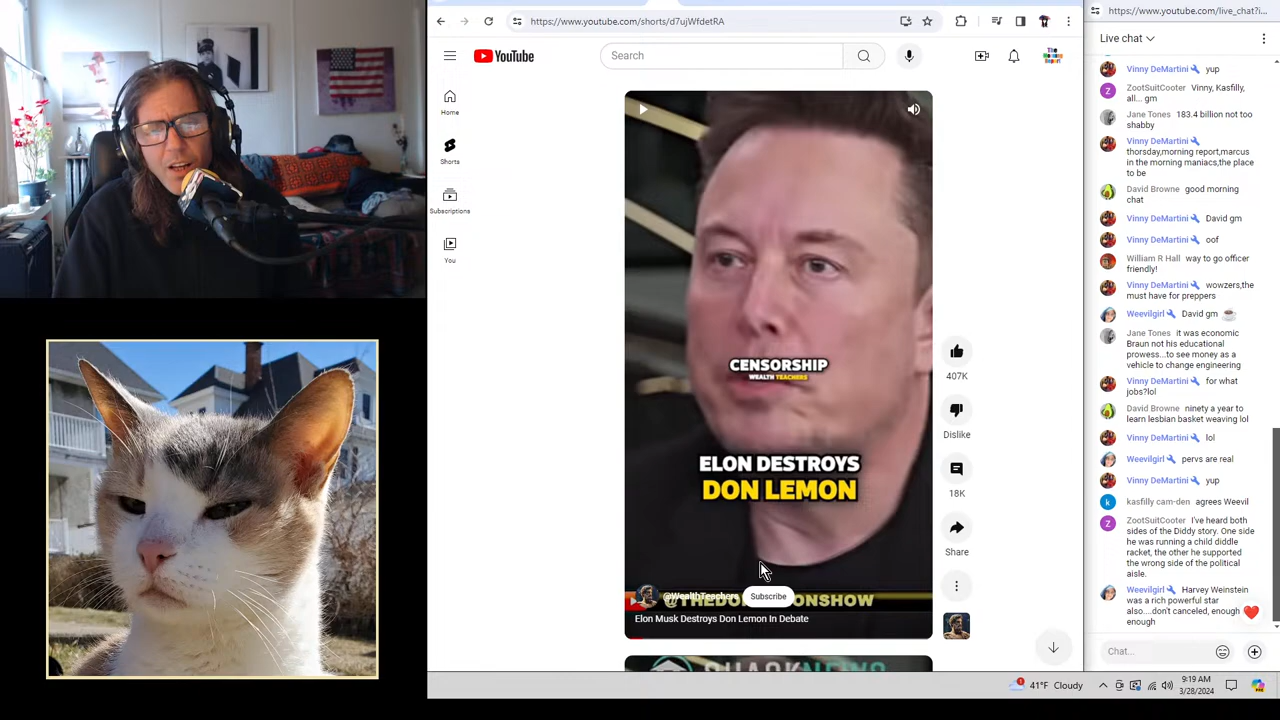 https://www.youtube.com/shorts/d7ujWfdetRA
YouTube
Search
Home
Shorts
Subscriptions
You
CENSORSHIP
WEALTH TEACHERS
ELON DESTROYS
DON LEMON
@WealthTeachers
Subscribe
Elon Musk Destroys Don Lemon In Debate
407K
Dislike
18K
Share
https://www.youtube.com/live_chat?i...
Live chat
Vinny DeMartini yup
ZootSuitCooter Vinny, Kasfilly,
all... gm
Jane Tones 183.4 billion not too
shabby
Vinny DeMartini
thorsday,morning report,marcus
in the morning maniacs,the place
to be
David Browne good morning
chat
Vinny DeMartini David gm
Vinny DeMartini oof
William R Hall way to go officer
friendly!
Vinny DeMartini wowzers,the
must have for preppers
Weevilgirl David gm
Jane Tones it was economic
Braun not his educational
prowess...to see money as a
vehicle to change engineering
Vinny DeMartini for what
jobs?lol
David Browne ninety a year to
learn lesbian basket weaving lol
Vinny DeMartini lol
Weevilgirl pervs are real
Vinny DeMartini yup
kasfilly cam-den agrees Weevil
ZootSuitCooter I've heard both
sides of the Diddy story. One side
he was running a child diddle
racket, the other he supported
the wrong side of the political
aisle.
Weevilgirl Harvey Weinstein
was a rich powerful star
also....don't canceled, enough
enough
Chat...
41°F Cloudy
9:19 AM
3/28/2024